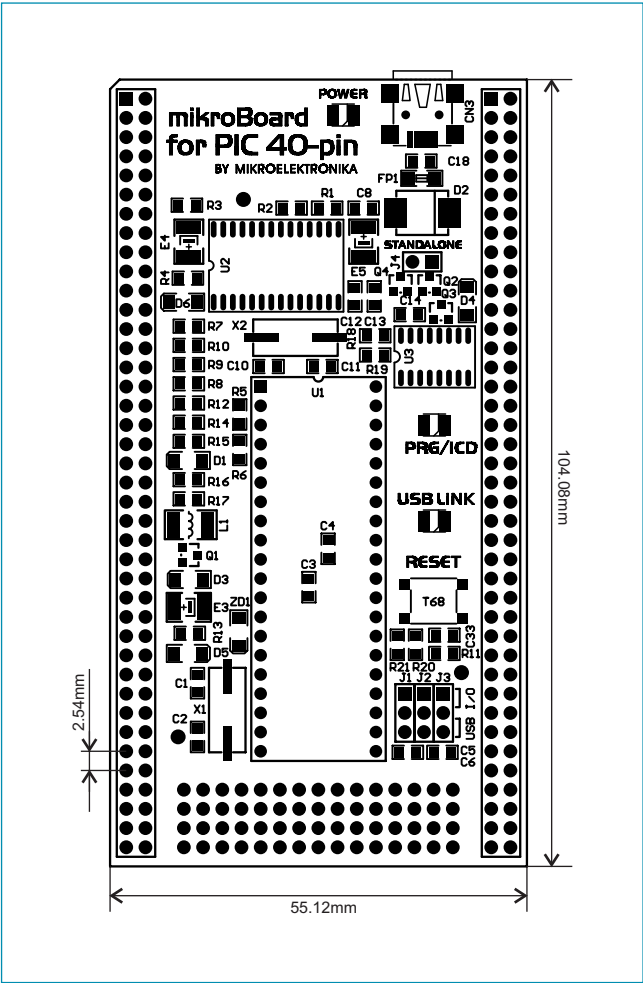 POWER
CN3
mikroBoard
for PIC 40-pin
BY MIKROELEKTRONIKA
C18
FP1
D2
R3
R2
R1
C8
STANDALONE
E4
U2
J4
E5
Q4
Q2
Q3
R4
D6
D4
C14
R7
X2
C12
C13
R18
R10
U3
R9
C10
C11
R19
R8
U1
R5
R12
R14
PRG/ICD
R15
D1
R6
R16
R17
USB LINK
L1
C4
Q1
RESET
C3
D3
T68
E3
ZD1
R13
C33
D5
R11
R21
R20
C1
J1
J2
J3
I/O
X1
C2
USB
C5
C6
2.54mm
104.08mm
55.12mm